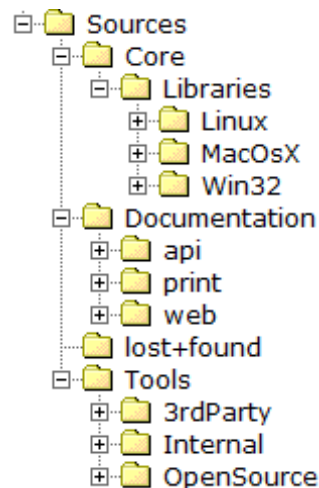 Sources
Core
Libraries
Linux
MacOsX
Win32
Documentation
api
print
web
lost+found
Tools
3rdParty
Internal
OpenSource